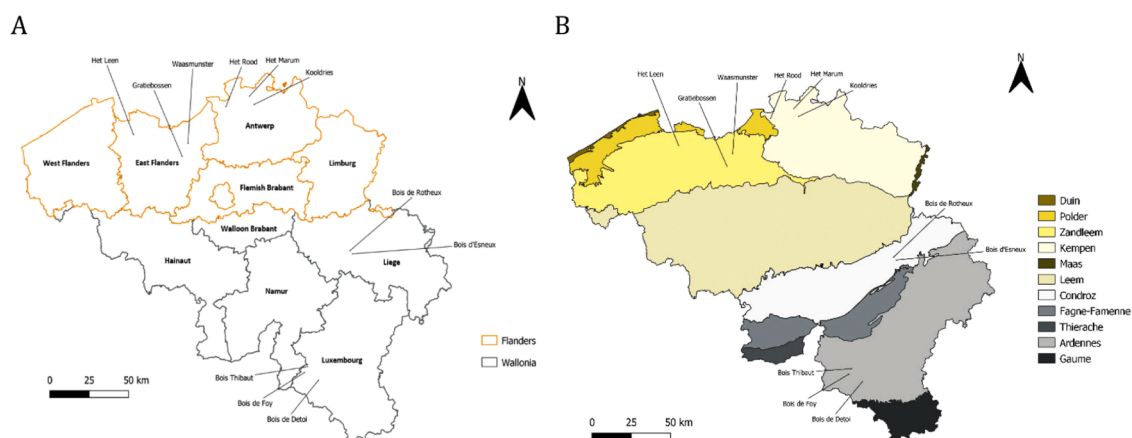 A
N
Het Leen
Waasmunster
Het Rood
Het Marum
Kooldries
Gratiebossen
Antwerp
West Flanders
East Flanders
Limburg
Flemish Brabant
Bois de Rotheux
Walloon Brabant
Bois d'Esneux
Hainaut
Liege
Namur
Luxembourg
Flanders
Wallonia
Bois Thibaut
0 25 50 km
Bois de Foy
Bois de Detoi
B
N
Het Leen
Waasmunster
Het Rood
Het Marum
Kooldries
Gratiebossen
Bois de Rotheux
Bois d'Esneux
Duin
Polder
Zandleem
Kempen
Maas
Leem
Condroz
Fagne-Famenne
Thierache
Ardennes
Gaume
Bois Thibaut
Bois de Foy
Bois de Detoi
0 25 50 km